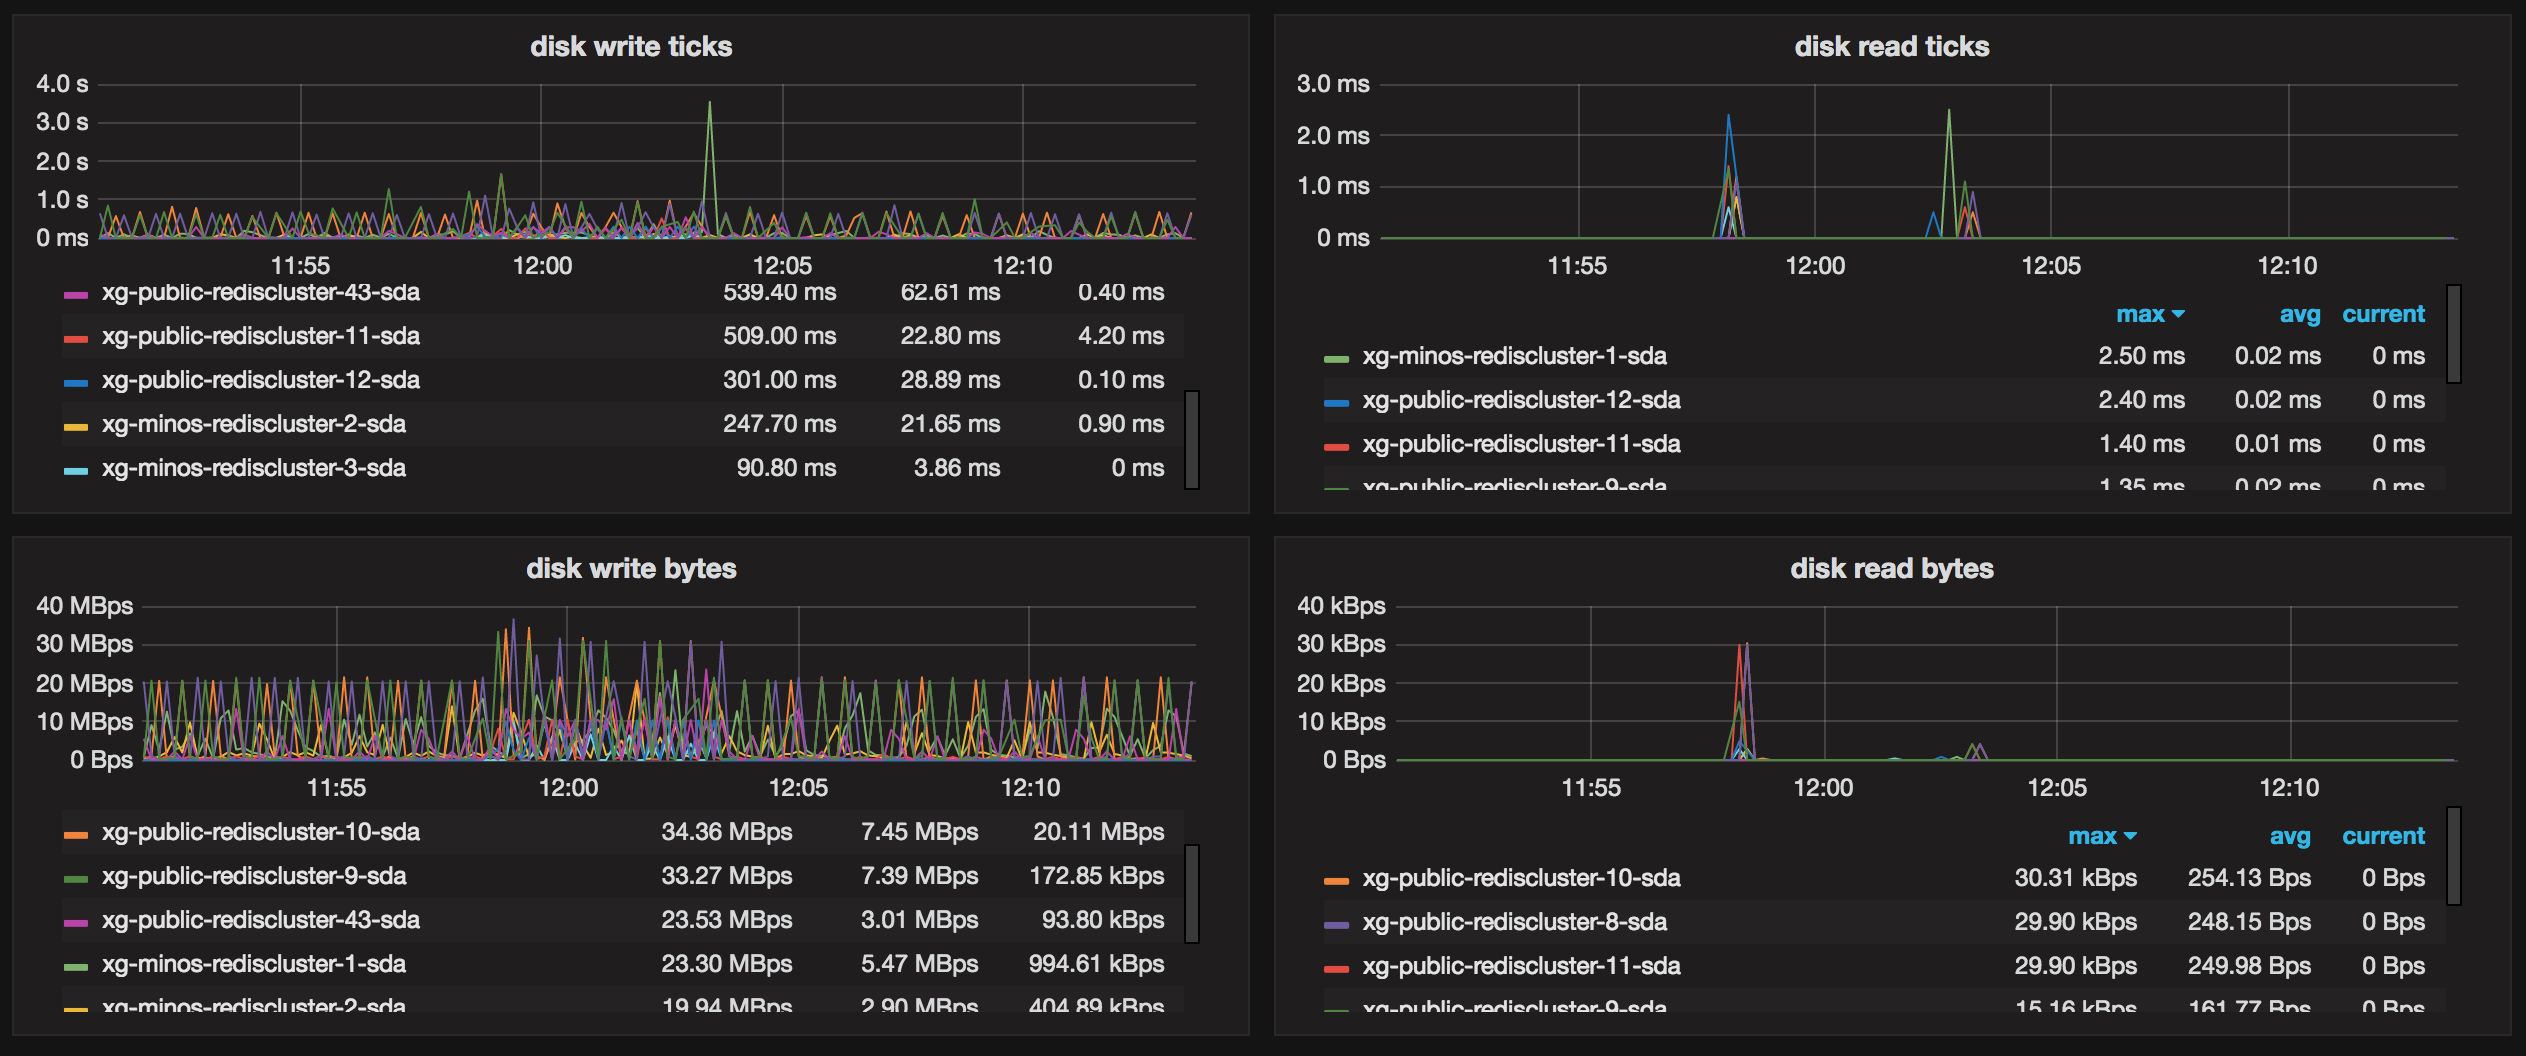 disk write ticks
4.0 s
3.0 s
2.0 s
1.0 s
0 ms
11:55 12:00 12:05 12:10
xg-public-rediscluster-43-sda 539.40 ms 62.61 ms 0.40 ms
xg-public-rediscluster-11-sda 509.00 ms 22.80 ms 4.20 ms
xg-public-rediscluster-12-sda 301.00 ms 28.89 ms 0.10 ms
xg-minos-rediscluster-2-sda 247.70 ms 21.65 ms 0.90 ms
xg-minos-rediscluster-3-sda 90.80 ms 3.86 ms 0 ms
disk read ticks
3.0 ms
2.0 ms
1.0 ms
0 ms
11:55 12:00 12:05 12:10
max avg current
xg-minos-rediscluster-1-sda 2.50 ms 0.02 ms 0 ms
xg-public-rediscluster-12-sda 2.40 ms 0.02 ms 0 ms
xg-public-rediscluster-11-sda 1.40 ms 0.01 ms 0 ms
xg-public-rediscluster-9-sda 1.35 ms 0.02 ms 0 ms
disk write bytes
40 MBps
30 MBps
20 MBps
10 MBps
0 Bps
11:55 12:00 12:05 12:10
xg-public-rediscluster-10-sda 34.36 MBps 7.45 MBps 20.11 MBps
xg-public-rediscluster-9-sda 33.27 MBps 7.39 MBps 172.85 kBps
xg-public-rediscluster-43-sda 23.53 MBps 3.01 MBps 93.80 kBps
xg-minos-rediscluster-1-sda 23.30 MBps 5.47 MBps 994.61 kBps
xg-minos-rediscluster-2-sda 19.94 MBps 2.90 MBps 404.89 kBps
disk read bytes
40 kBps
30 kBps
20 kBps
10 kBps
0 Bps
11:55 12:00 12:05 12:10
max avg current
xg-public-rediscluster-10-sda 30.31 kBps 254.13 Bps 0 Bps
xg-public-rediscluster-8-sda 29.90 kBps 248.15 Bps 0 Bps
xg-public-rediscluster-11-sda 29.90 kBps 249.98 Bps 0 Bps
xg-public-rediscluster-9-sda 15.16 kBps 161.77 Bps 0 Bps